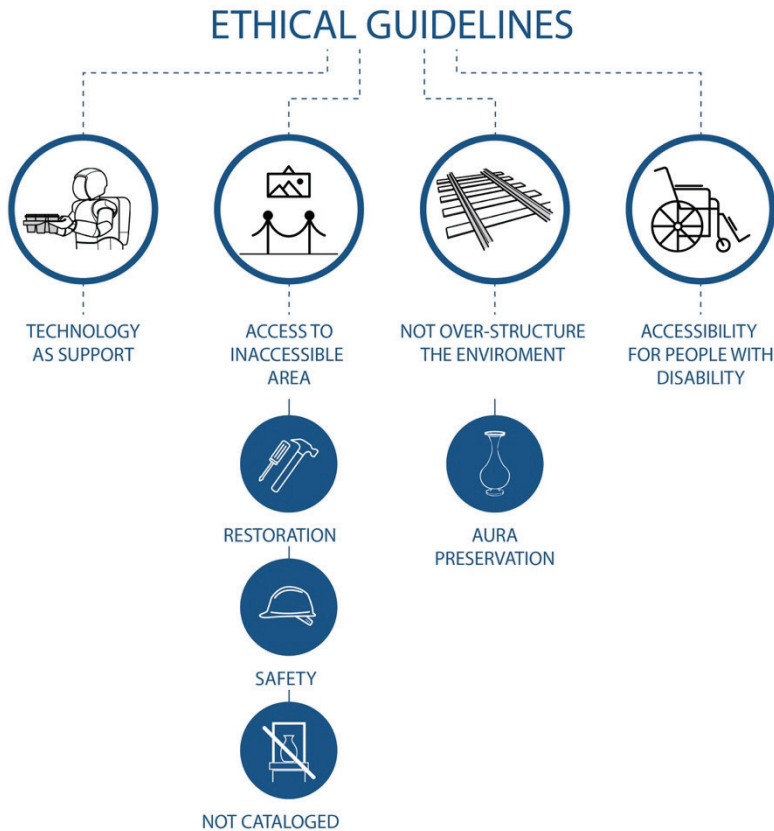 ETHICAL GUIDELINES
TECHNOLOGY
AS SUPPORT
ACCESS TO
INACCESSIBLE
AREA
NOT OVER-STRUCTURE
THE ENVIROMENT
ACCESSIBILITY
FOR PEOPLE WITH
DISABILITY
RESTORATION
SAFETY
NOT CATALOGED
AURA
PRESERVATION